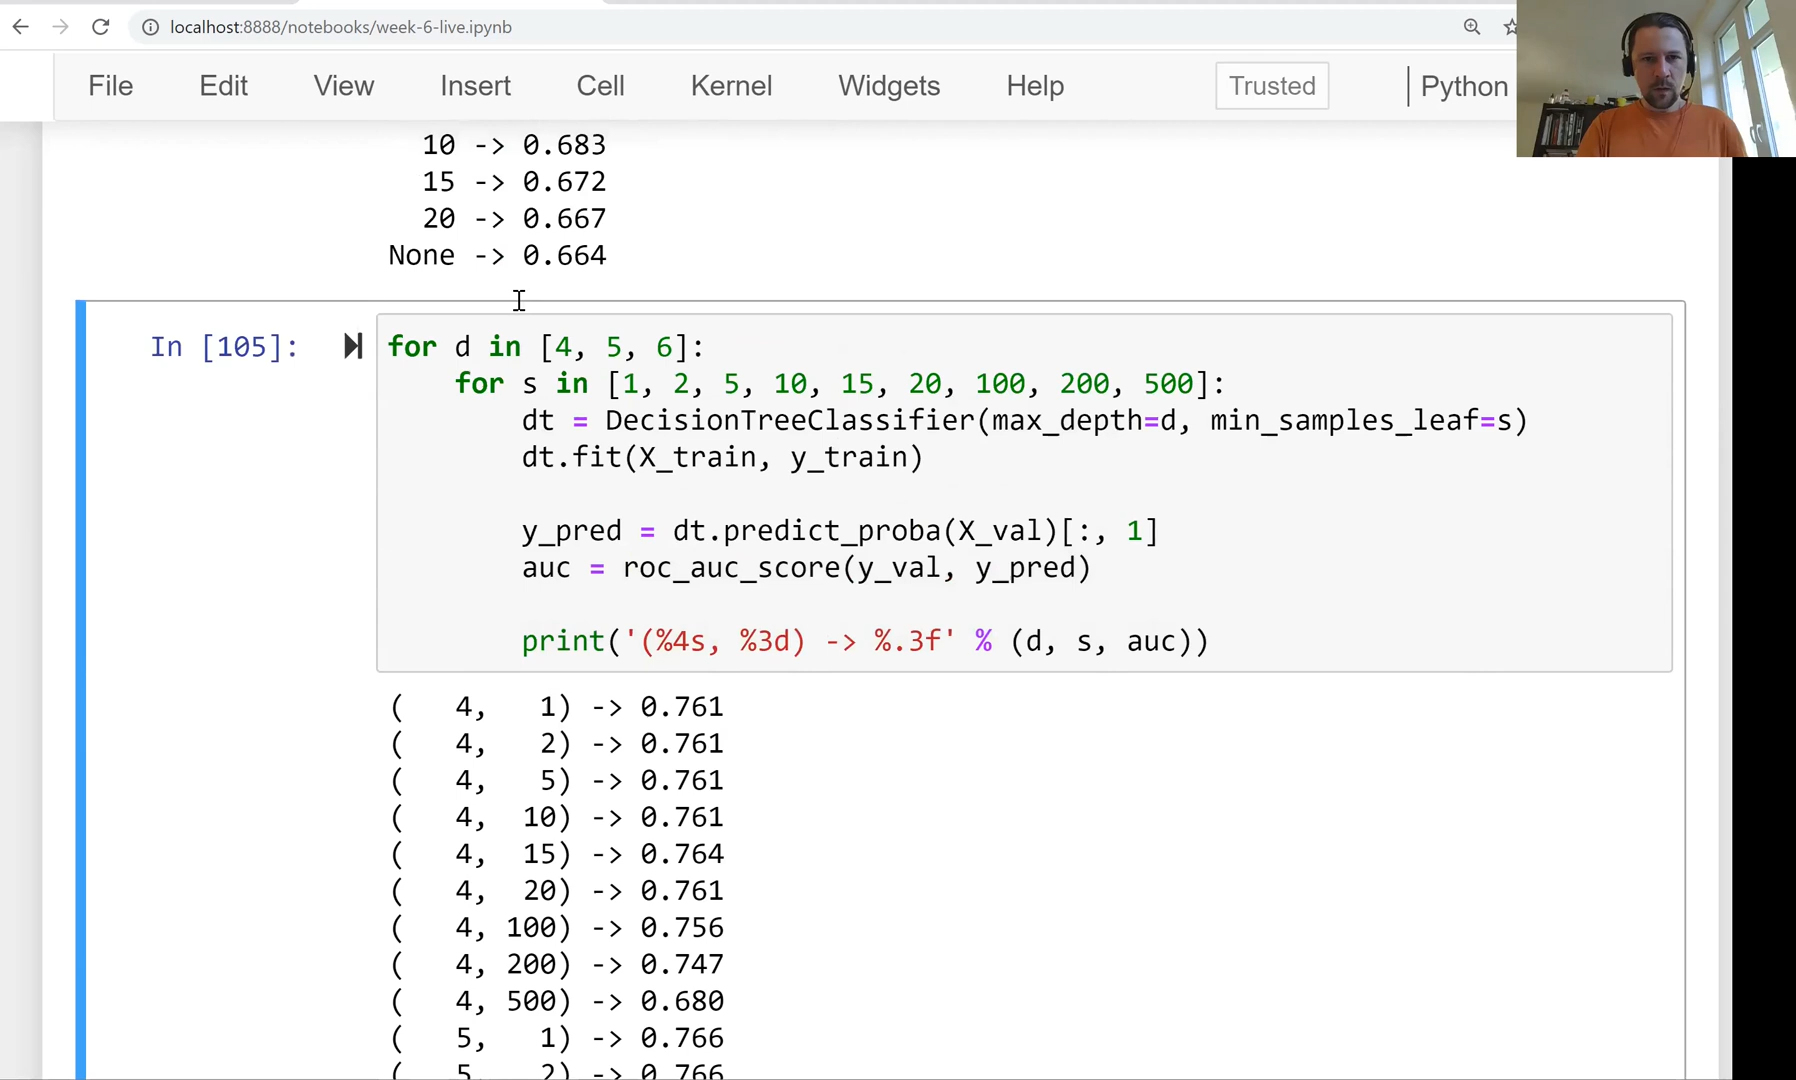 localhost:8888/notebooks/week-6-live.ipynb
File Edit View Insert Cell Kernel Widgets Help Trusted Python
10 -> 0.683
15 -> 0.672
20 -> 0.667
None -> 0.664
In [105]:
for d in [4, 5, 6]:
    for s in [1, 2, 5, 10, 15, 20, 100, 200, 500]:
        dt = DecisionTreeClassifier(max_depth=d, min_samples_leaf=s)
        dt.fit(X_train, y_train)
        y_pred = dt.predict_proba(X_val)[:, 1]
        auc = roc_auc_score(y_val, y_pred)
        print('(%4s, %3d) -> %.3f' % (d, s, auc))
(   4,   1) -> 0.761
(   4,   2) -> 0.761
(   4,   5) -> 0.761
(   4,  10) -> 0.761
(   4,  15) -> 0.764
(   4,  20) -> 0.761
(   4, 100) -> 0.756
(   4, 200) -> 0.747
(   4, 500) -> 0.680
(   5,   1) -> 0.766
(   5,   2) -> 0.766